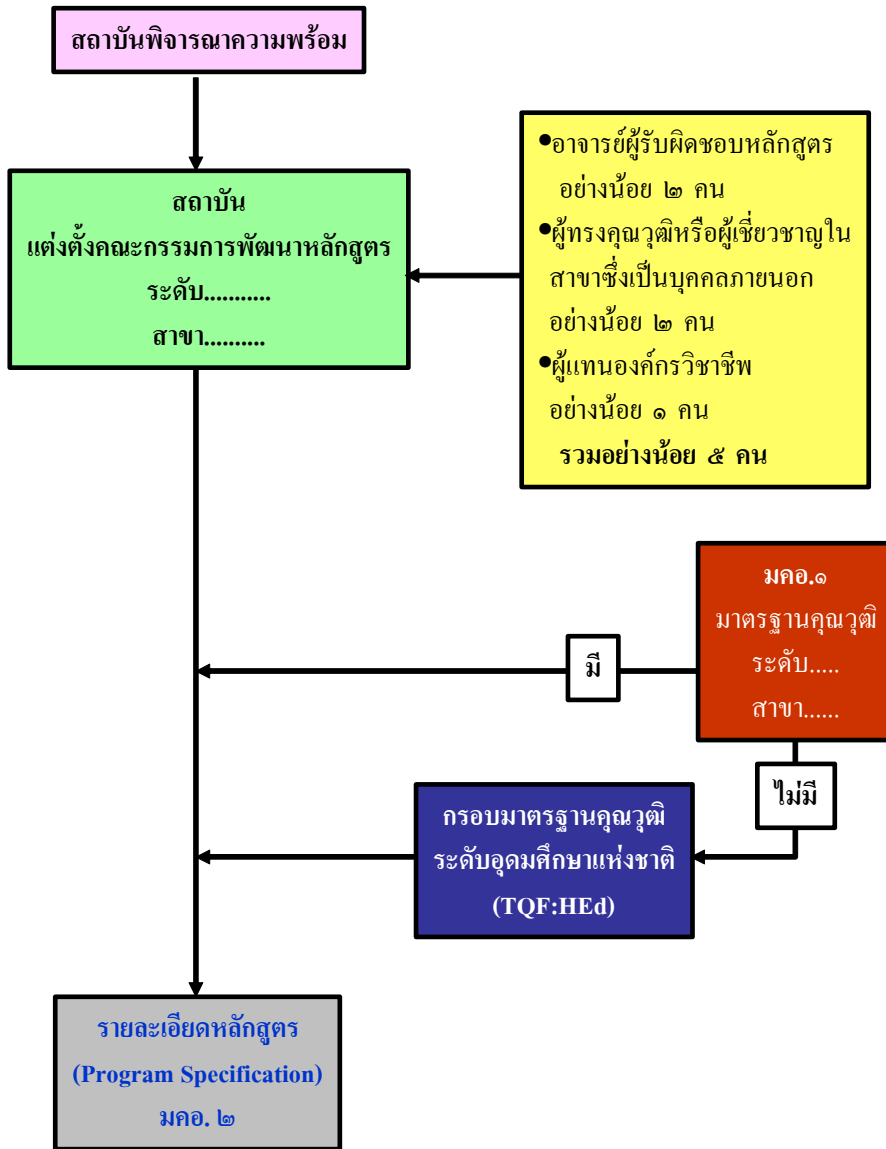 สถาบันพิจารณาความพร้อม
สถาบัน
แต่งตั้งคณะกรรมการพัฒนาหลักสูตร
ระดับ...........
สาขา..........
•อาจารย์ผู้รับผิดชอบหลักสูตร
อย่างน้อย ๒ คน
•ผู้ทรงคุณวุฒิหรือผู้เชี่ยวชาญใน
สาขาซึ่งเป็นบุคคลภายนอก
อย่างน้อย ๒ คน
•ผู้แทนองค์กรวิชาชีพ
อย่างน้อย ๑ คน
รวมอย่างน้อย ๕ คน
มคอ.๑
มาตรฐานคุณวุฒิ
ระดับ.....
สาขา......
มี
ไม่มี
กรอบมาตรฐานคุณวุฒิ
ระดับอุดมศึกษาแห่งชาติ
(TQF:HEd)
รายละเอียดหลักสูตร
(Program Specification)
มคอ. ๒